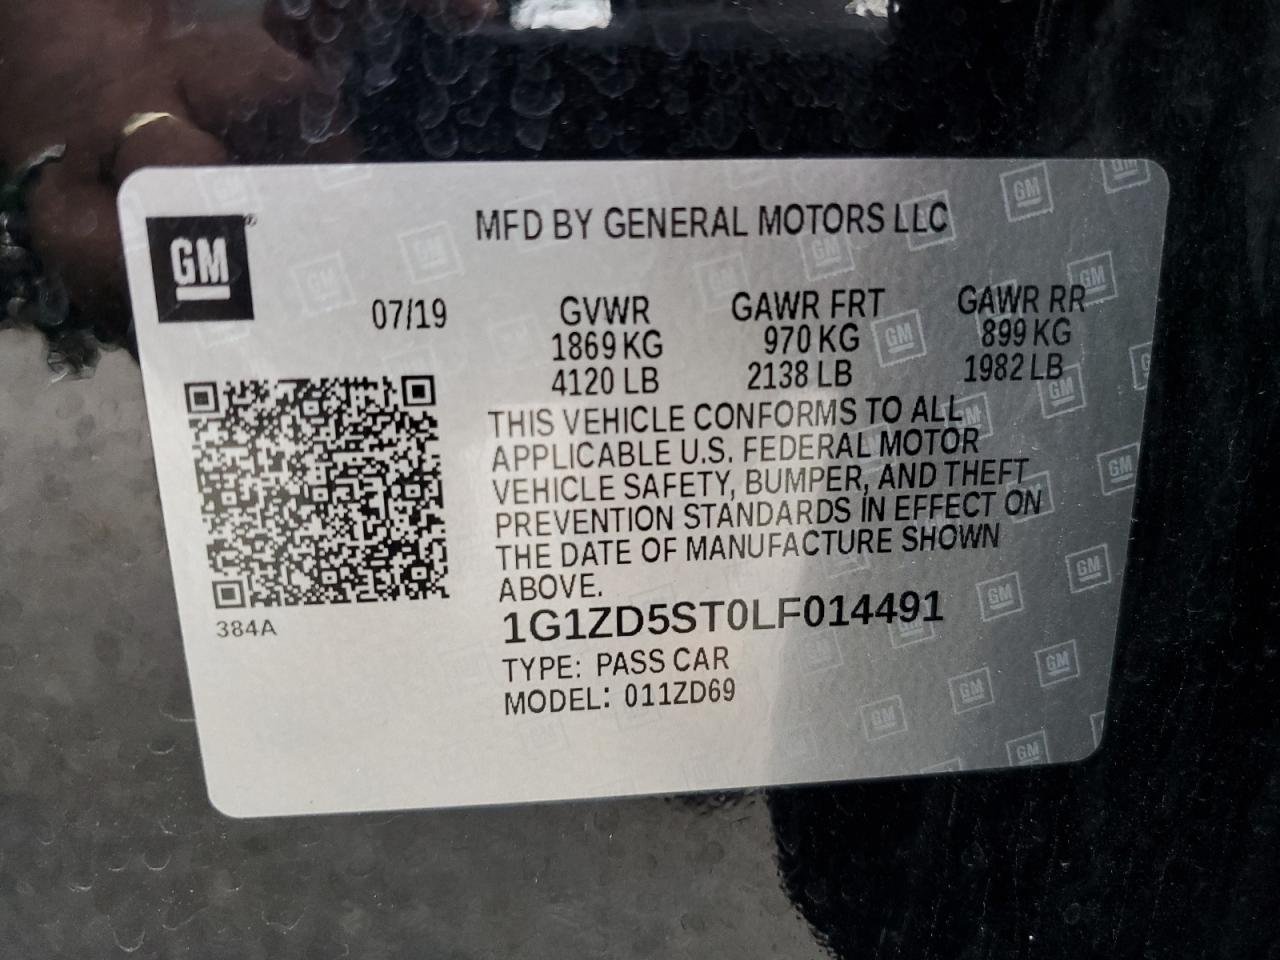 GM
MFD BY GENERAL MOTORS LLC
07/19
GVWR
1869 KG
4120 LB
GAWR FRT
970 KG
2138 LB
GAWR RR
899 KG
1982 LB
THIS VEHICLE CONFORMS TO ALL
APPLICABLE U.S. FEDERAL MOTOR
VEHICLE SAFETY, BUMPER, AND THEFT
PREVENTION STANDARDS IN EFFECT ON
THE DATE OF MANUFACTURE SHOWN
ABOVE.
384A
1G1ZD5ST0LF014491
TYPE: PASS CAR
MODEL: 011ZD69